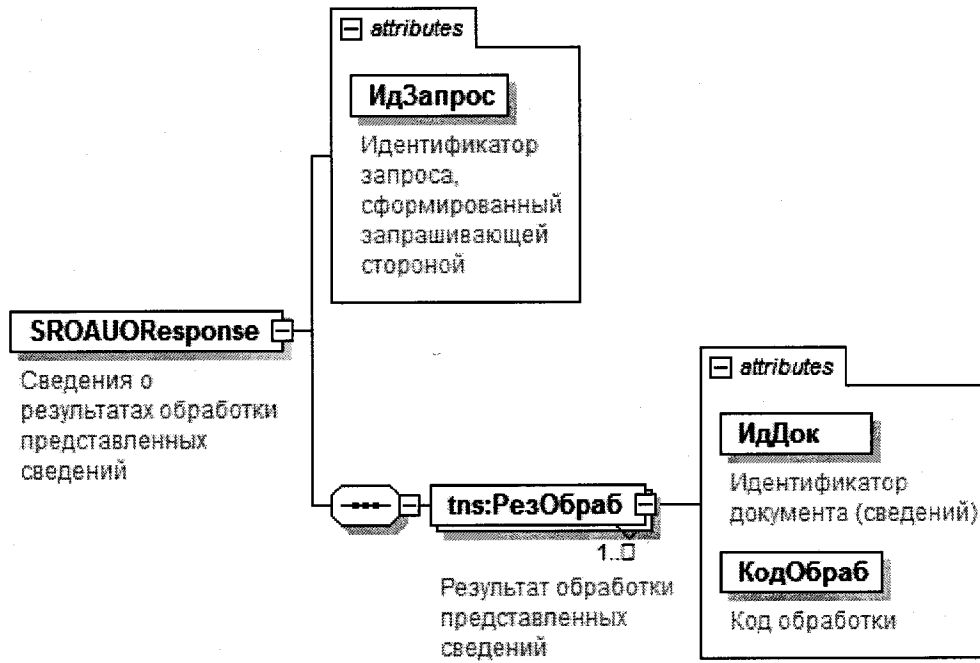 attributes
ИдЗапрос
Идентификатор
запроса,
сформированный
запрашивающей
стороной
SROAUOResponse
Сведения о
результатах обработки
представленных
сведений
attributes
ИдДок
Идентификатор
документа (сведений)
tns:РезОбраб
1..□
Результат обработки
представленных
сведений
КодОбраб
Код обработки